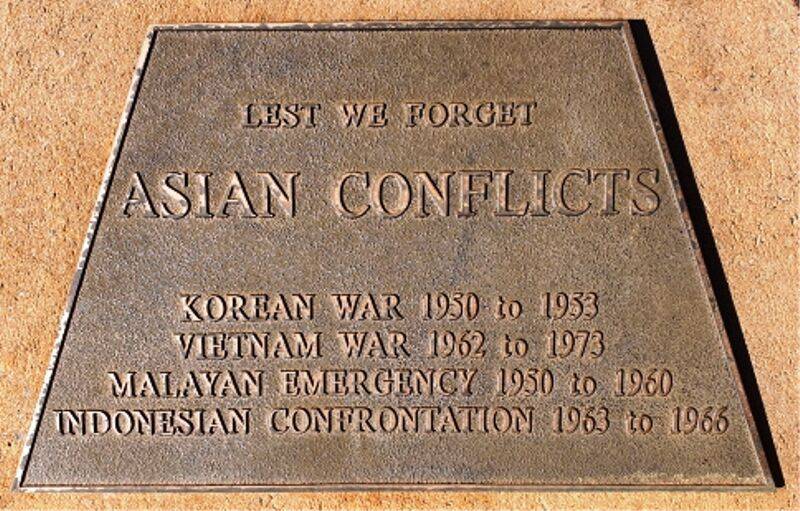 LEST WE FORGET
ASIAN CONFLICTS
KOREAN WAR 1950 to 1953
VIETNAM WAR 1962 to 1973
MALAYAN EMERGENCY 1950 to 1960
INDONESIAN CONFRONTATION 1963 to 1966